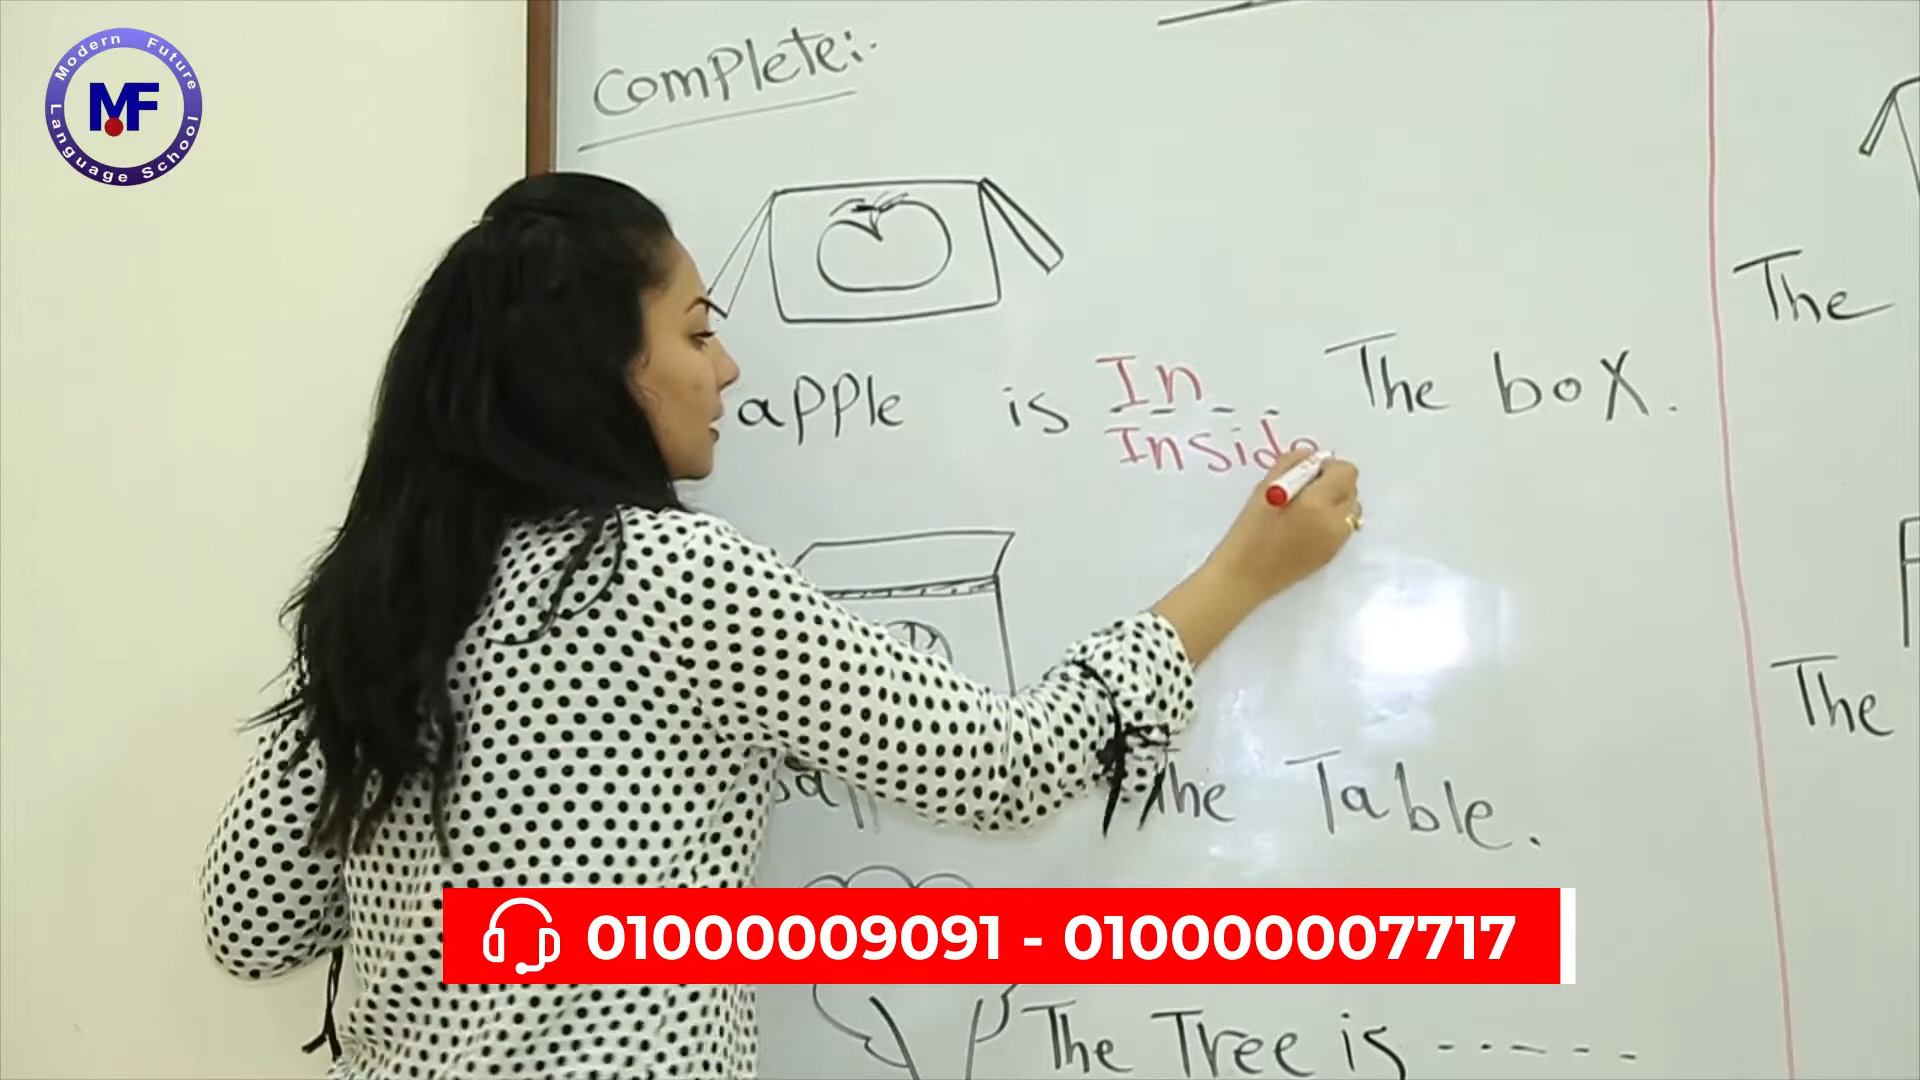 Modern Future
MF
Language School
Complete:
apple is In The box.
Inside
The
The Table.
The
01000009091 - 010000007717
The Tree is -----